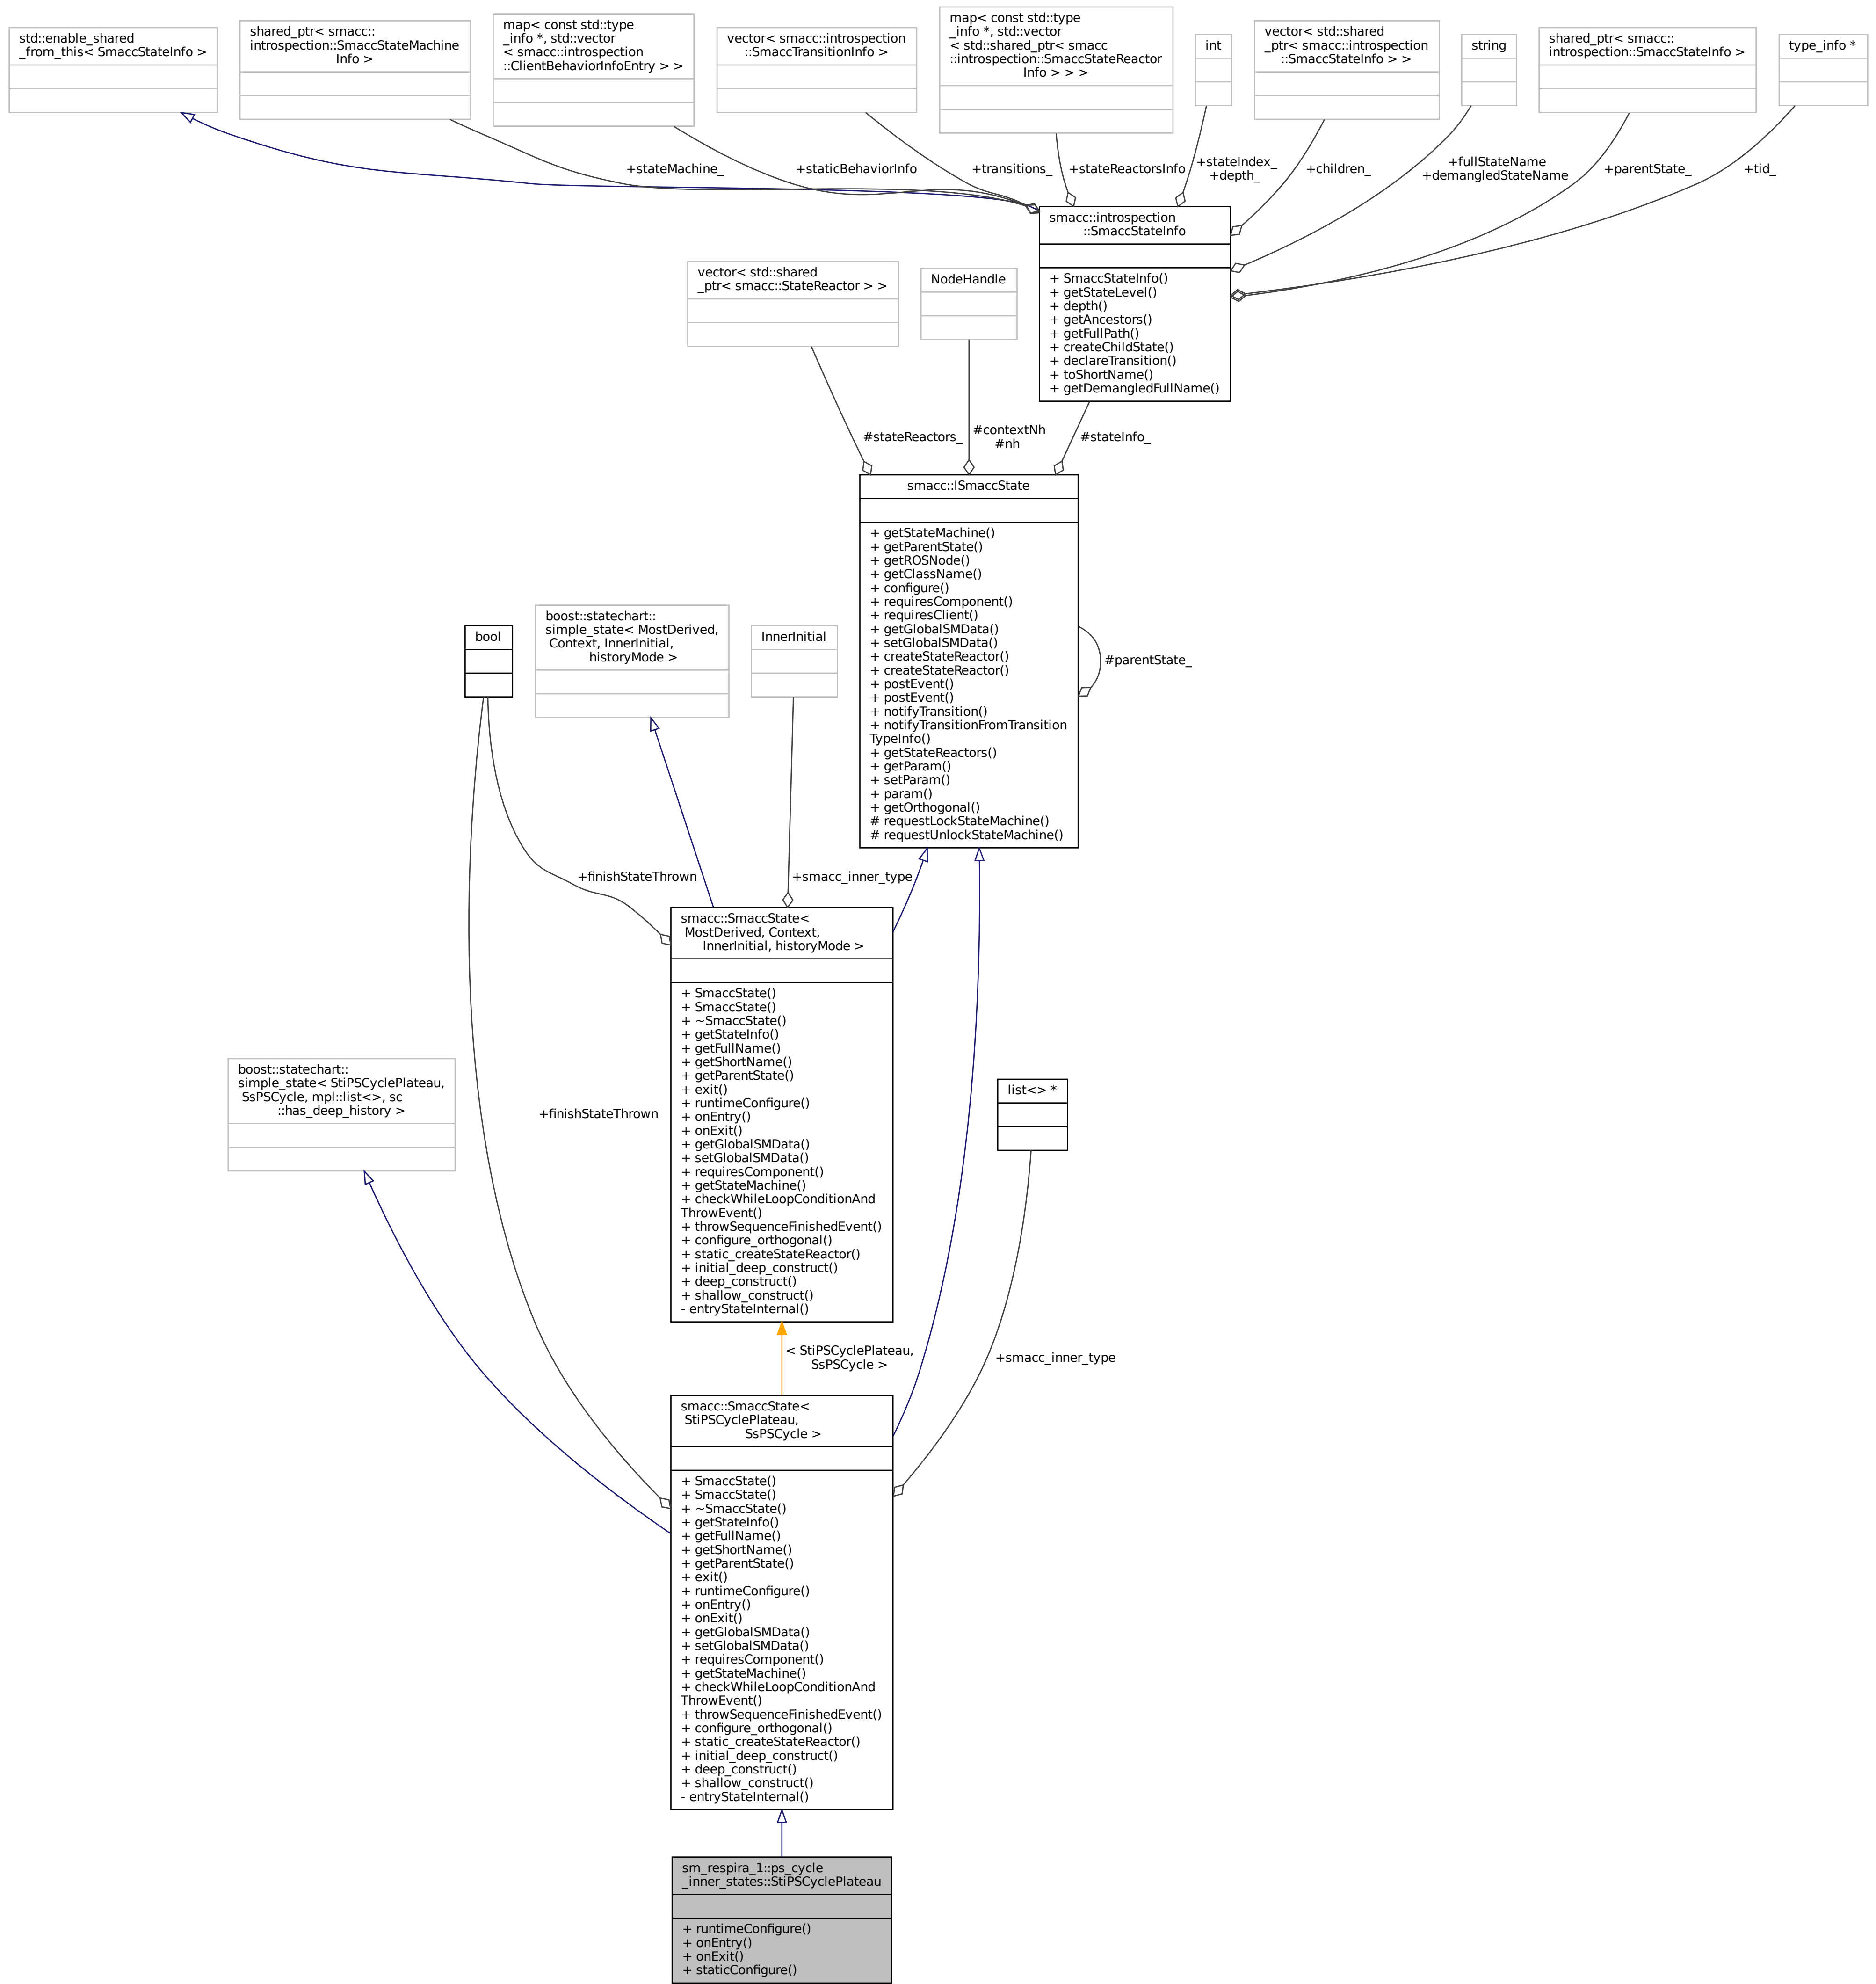 std::enable_shared
_from_this< SmaccStateInfo >
shared_ptr< smacc::
introspection::SmaccStateMachine
Info >
map< const std::type
_info *, std::vector
< smacc::introspection
::ClientBehaviorInfoEntry > >
vector< smacc::introspection
::SmaccTransitionInfo >
map< const std::type
_info *, std::vector
< std::shared_ptr< smacc
::introspection::SmaccStateReactor
Info > > >
int
vector< std::shared
_ptr< smacc::introspection
::SmaccStateInfo > >
string
shared_ptr< smacc::
introspection::SmaccStateInfo >
type_info *
+stateMachine_
+staticBehaviorInfo
+transitions_
+stateReactorsInfo
+stateIndex_
+depth_
+children_
+fullStateName
+demangledStateName
+parentState_
+tid_
smacc::introspection
::SmaccStateInfo
+ SmaccStateInfo()
+ getStateLevel()
+ depth()
+ getAncestors()
+ getFullPath()
+ createChildState()
+ declareTransition()
+ toShortName()
+ getDemangledFullName()
vector< std::shared
_ptr< smacc::StateReactor > >
NodeHandle
#stateReactors_
#contextNh
#nh
#stateInfo_
smacc::ISmaccState
+ getStateMachine()
+ getParentState()
+ getROSNode()
+ getClassName()
+ configure()
+ requiresComponent()
+ requiresClient()
+ getGlobalSMData()
+ setGlobalSMData()
+ createStateReactor()
+ createStateReactor()
+ postEvent()
+ postEvent()
+ notifyTransition()
+ notifyTransitionFromTransition
TypeInfo()
+ getStateReactors()
+ getParam()
+ setParam()
+ param()
+ getOrthogonal()
# requestLockStateMachine()
# requestUnlockStateMachine()
#parentState_
bool
boost::statechart::
simple_state< MostDerived,
Context, InnerInitial,
historyMode >
InnerInitial
+finishStateThrown
+smacc_inner_type
smacc::SmaccState<
MostDerived, Context,
InnerInitial, historyMode >
+ SmaccState()
+ SmaccState()
+ ~SmaccState()
+ getStateInfo()
+ getFullName()
+ getShortName()
+ getParentState()
+ exit()
+ runtimeConfigure()
+ onEntry()
+ onExit()
+ getGlobalSMData()
+ setGlobalSMData()
+ requiresComponent()
+ getStateMachine()
+ checkWhileLoopConditionAnd
ThrowEvent()
+ throwSequenceFinishedEvent()
+ configure_orthogonal()
+ static_createStateReactor()
+ initial_deep_construct()
+ deep_construct()
+ shallow_construct()
- entryStateInternal()
boost::statechart::
simple_state< StiPSCyclePlateau,
SsPSCycle, mpl::list<>, sc
::has_deep_history >
+finishStateThrown
list<> *
< StiPSCyclePlateau,
SsPSCycle >
+smacc_inner_type
smacc::SmaccState<
StiPSCyclePlateau,
SsPSCycle >
+ SmaccState()
+ SmaccState()
+ ~SmaccState()
+ getStateInfo()
+ getFullName()
+ getShortName()
+ getParentState()
+ exit()
+ runtimeConfigure()
+ onEntry()
+ onExit()
+ getGlobalSMData()
+ setGlobalSMData()
+ requiresComponent()
+ getStateMachine()
+ checkWhileLoopConditionAnd
ThrowEvent()
+ throwSequenceFinishedEvent()
+ configure_orthogonal()
+ static_createStateReactor()
+ initial_deep_construct()
+ deep_construct()
+ shallow_construct()
- entryStateInternal()
sm_respira_1::ps_cycle
_inner_states::StiPSCyclePlateau
+ runtimeConfigure()
+ onEntry()
+ onExit()
+ staticConfigure()